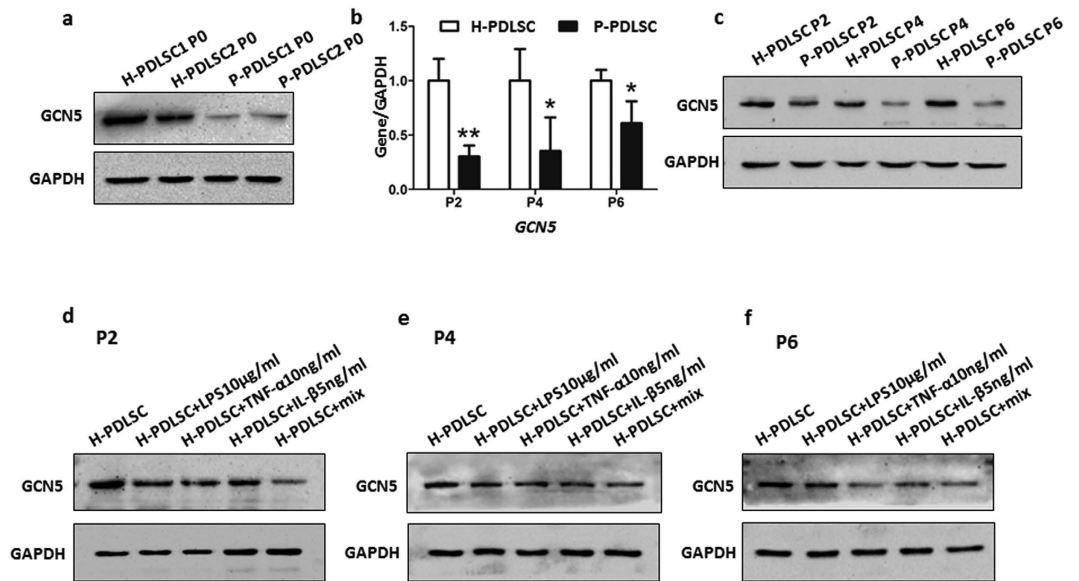 a
H-PDLSC1 P0
H-PDLSC2 P0
P-PDLSC1 P0
P-PDLSC2 P0
GCN5
GAPDH
b
H-PDLSC
P-PDLSC
Gene/GAPDH
1.5
1.0
0.5
0.0
**
*
*
P2
P4
P6
GCN5
c
H-PDLSC P2
P-PDLSC P2
H-PDLSC P4
P-PDLSC P4
H-PDLSC P6
P-PDLSC P6
GCN5
GAPDH
d
P2
H-PDLSC
H-PDLSC+LPS10μg/ml
H-PDLSC+TNF-α10ng/ml
H-PDLSC+IL-β5ng/ml
H-PDLSC+mix
GCN5
GAPDH
e
P4
H-PDLSC
H-PDLSC+LPS10μg/ml
H-PDLSC+TNF-α10ng/ml
H-PDLSC+IL-β5ng/ml
H-PDLSC+mix
GCN5
GAPDH
f
P6
H-PDLSC
H-PDLSC+LPS10μg/ml
H-PDLSC+TNF-α10ng/ml
H-PDLSC+IL-β5ng/ml
H-PDLSC+mix
GCN5
GAPDH